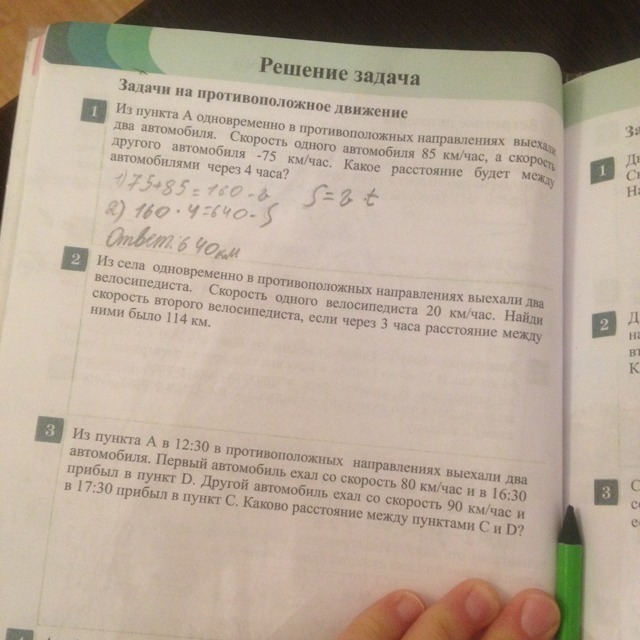 Решение задача
Задачи на противоположное движение
1
Из пункта А одновременно в противоположных направлениях выехали
два автомобиля. Скорость одного автомобиля 85 км/час, а скорость
другого автомобиля -75 км/час. Какое расстояние будет между
автомобилями через 4 часа?
1) 75+85=160-
2) 160·4=640-S
S= t
Ответ: 640км
2
Из села одновременно в противоположных направлениях выехали два
велосипедиста. Скорость одного велосипедиста 20 км/час. Найди
скорость второго велосипедиста, если через 3 часа расстояние между
ними было 114 км.
3
Из пункта А в 12:30 в противоположных направлениях выехали два
автомобиля. Первый автомобиль ехал со скорость 80 км/час и в 16:30
прибыл в пункт D. Другой автомобиль ехал со скорость 90 км/час и
в 17:30 прибыл в пункт С. Каково расстояние между пунктами С и D?
1
2
3